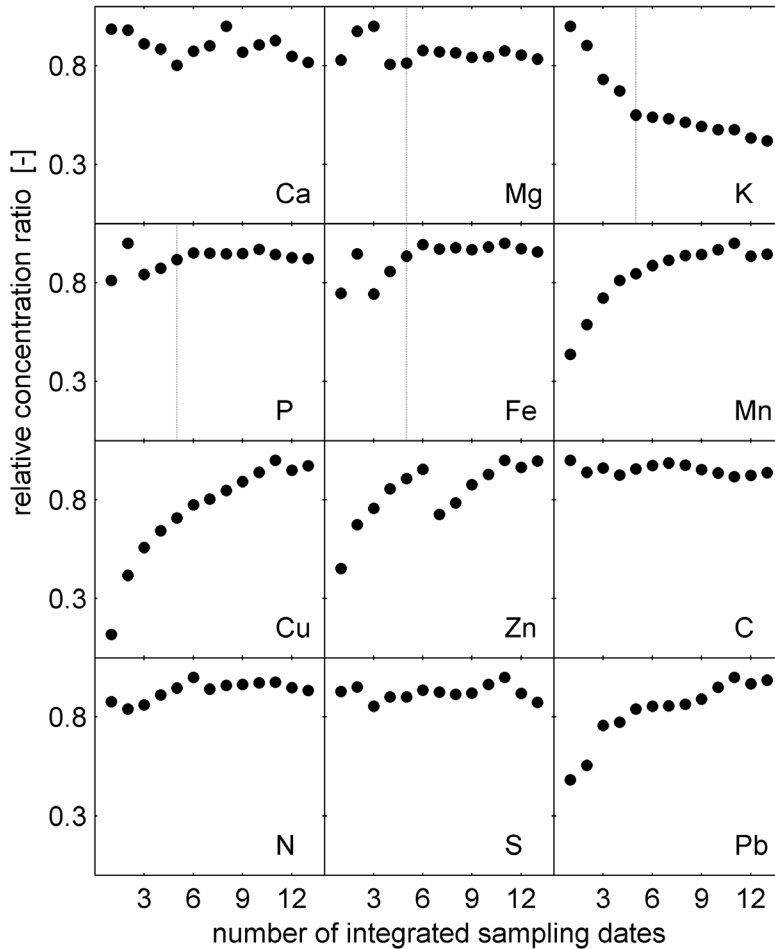 relative concentration ratio [-]
0.8
0.3
Ca
Mg
K
0.8
0.3
P
Fe
Mn
0.8
0.3
Cu
Zn
C
0.8
0.3
N
S
Pb
3 6 9 12 3 6 9 12 3 6 9 12
number of integrated sampling dates